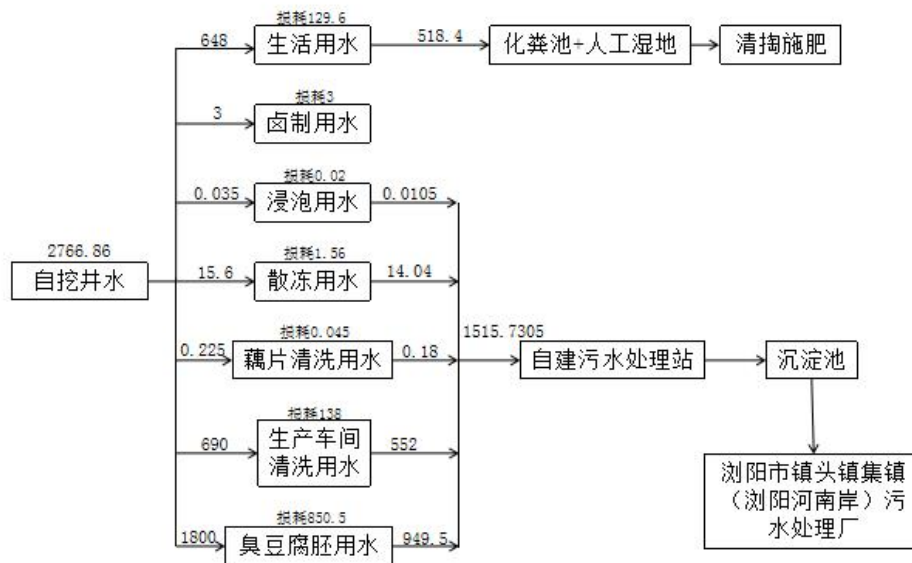 损耗129.6
648
生活用水
518.4
化粪池+人工湿地
清掏施肥
损耗3
3
卤制用水
损耗0.02
0.035
浸泡用水
0.0105
2766.86
自挖井水
损耗1.56
15.6
散冻用水
14.04
损耗0.045
0.225
藕片清洗用水
0.18
1515.7305
自建污水处理站
沉淀池
损耗138
690
生产车间
清洗用水
552
浏阳市镇头镇集镇
（浏阳河南岸）污
水处理厂
损耗850.5
1800
臭豆腐胚用水
949.5